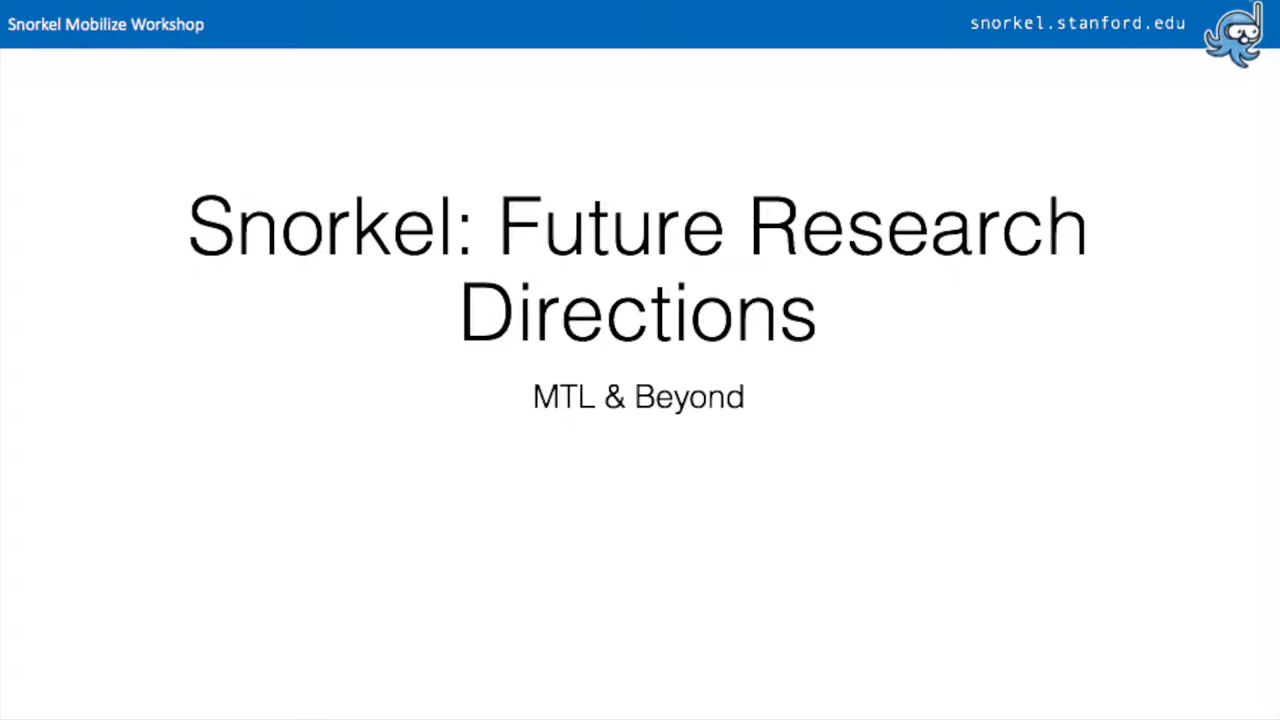 Snorkel Mobilize Workshop
snorkel.stanford.edu
Snorkel: Future Research
Directions
MTL & Beyond